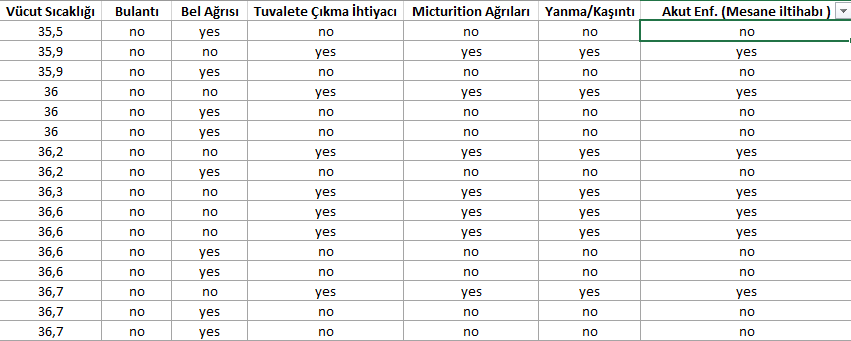 Vücut Sıcaklığı Bulantı Bel Ağrısı Tuvalete Çıkma İhtiyacı Micturition Ağrıları Yanma/Kaşıntı Akut Enf. (Mesane iltihabı )
35,5 no yes no no no no
35,9 no no yes yes yes yes
35,9 no yes no no no no
36 no no yes yes yes yes
36 no yes no no no no
36 no yes no no no no
36,2 no no yes yes yes yes
36,2 no yes no no no no
36,3 no no yes yes yes yes
36,6 no no yes yes yes yes
36,6 no no yes yes yes yes
36,6 no yes no no no no
36,6 no yes no no no no
36,7 no no yes yes yes yes
36,7 no yes no no no no
36,7 no yes no no no no